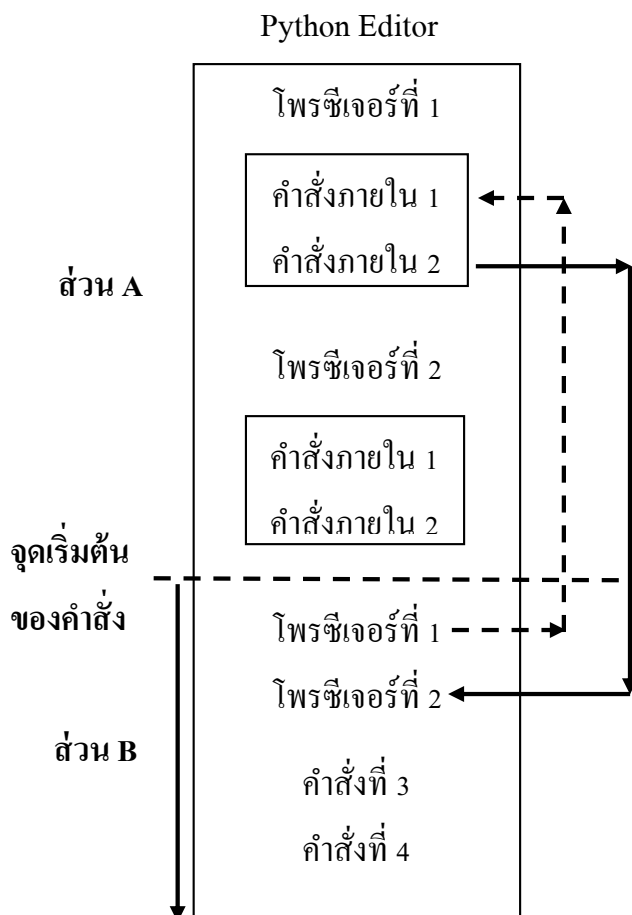 Python Editor
โพรซีเจอร์ที่ 1
คำสั่งภายใน 1
คำสั่งภายใน 2
ส่วน A
โพรซีเจอร์ที่ 2
คำสั่งภายใน 1
คำสั่งภายใน 2
จุดเริ่มต้น
ของคำสั่ง
โพรซีเจอร์ที่ 1
โพรซีเจอร์ที่ 2
ส่วน B
คำสั่งที่ 3
คำสั่งที่ 4